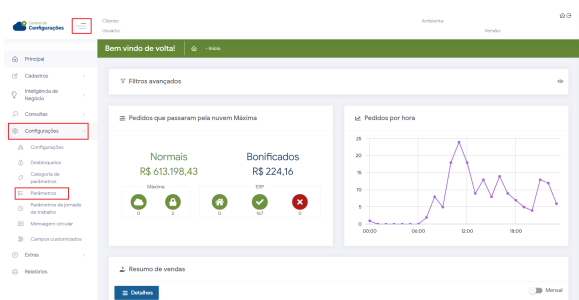 Central de
Configurações
Cliente:
Usuário:
Ambiente:
Versão:
Bem vindo de volta!
- Início
Principal
Cadastros
Inteligência de
Negócio
Consultas
Configurações
Configurações
Desbloqueios
Categoria de
parâmetros
Parâmetros
Parâmetros da jornada
de trabalho
Mensagem circular
Campos customizados
Extras
Relatórios
Filtros avançados
Pedidos que passaram pela nuvem Máxima
Normais
R$ 613.198,43
Bonificados
R$ 224,16
Máxima
ERP
0
2
0
167
0
Pedidos por hora
25
20
15
10
5
0
00:00
06:00
12:00
18:00
Resumo de vendas
Detalhes
Mensal